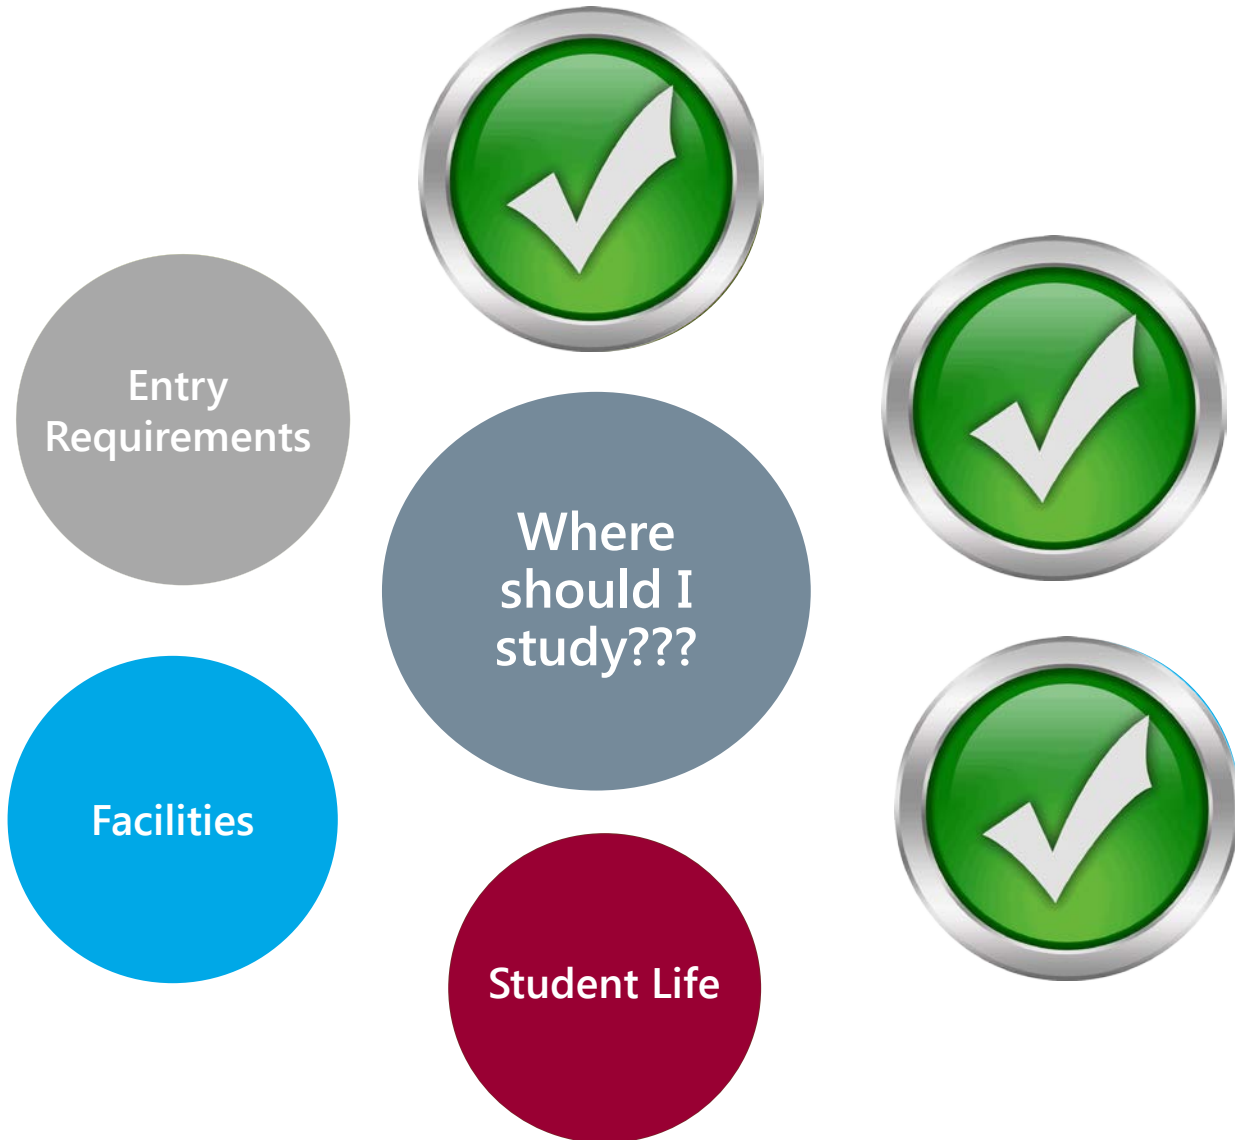 Entry
Requirements
Where
should I
study???
Facilities
Student Life